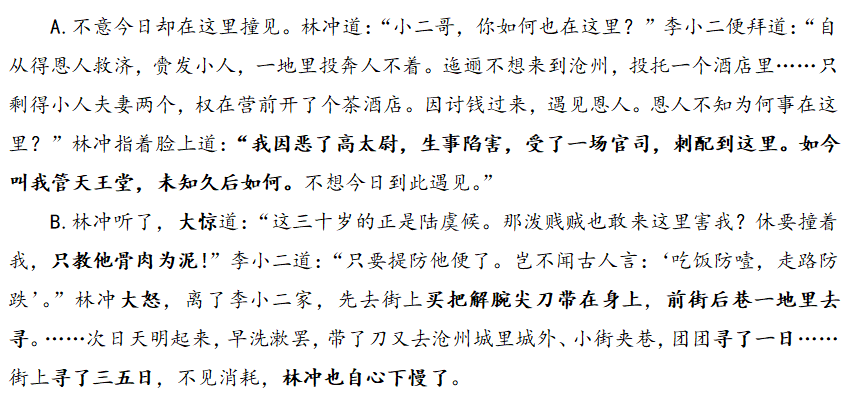 A. 不意今日却在这里撞见。林冲道：“小二哥，你如何也在这里？”李小二便拜道：“自
从得恩人救济，赍发小人，一地里投奔人不着。迤逦不想来到沧州，投托一个酒店里……只
剩得小人夫妻两个，权在营前开了个茶酒店。因讨钱过来，遇见恩人。恩人不知为何事在这
里？”林冲指着脸上道：“我因恶了高太尉，生事陷害，受了一场官司，刺配到这里。如今
叫我管天王堂，未知久后如何。不想今日到此遇见。”
B. 林冲听了，大惊道：“这三十岁的正是陆虞候。那泼贱贼也敢来这里害我？休要撞着
我，只教他骨肉为泥！”李小二道：“只要提防他便了。岂不闻古人言：‘吃饭防噎，走路防
跌’。”林冲大怒，离了李小二家，先去街上买把解腕尖刀带在身上，前街后巷一地里去
寻。……次日天明起来，早洗漱罢，带了刀又去沧州城里城外、小街夹巷，团团寻了一日……
街上寻了三五日，不见消耗，林冲也自心下慢了。